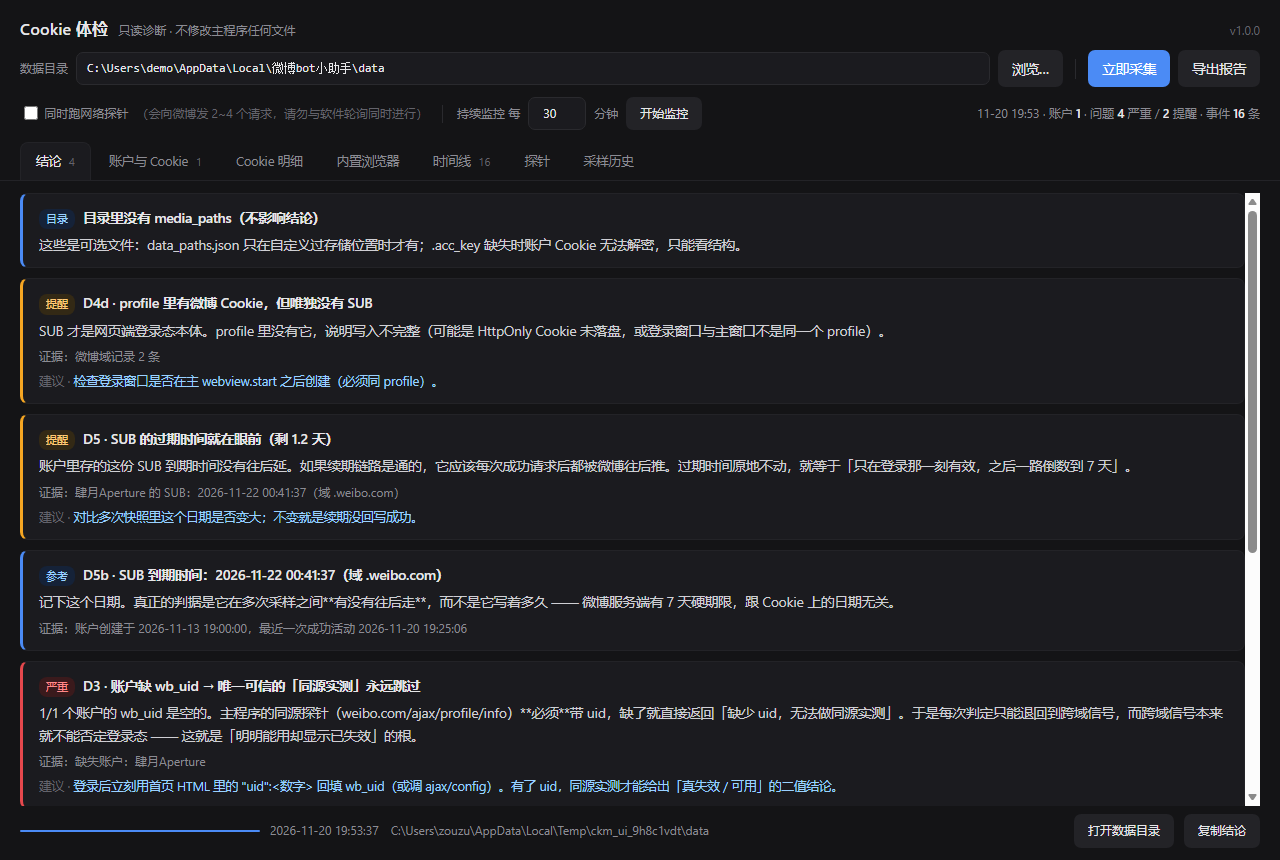 Cookie 体检 只读诊断 · 不修改主程序任何文件 v1.0.0
数据目录 C:\Users\demo\AppData\Local\微博bot小助手\data 浏览... 立即采集 导出报告
同时跑网络探针 （会向微博发 2~4 个请求，请勿与软件轮询同时进行） 持续监控 每 30 分钟 开始监控 11-20 19:53 · 账户 1 · 问题 4 严重 / 2 提醒 · 事件 16 条
结论 4 账户与 Cookie 1 Cookie 明细 内置浏览器 时间线 16 探针 采样历史
目录 目录里没有 media_paths（不影响结论）
这些是可选文件：data_paths.json 只在自定义过存储位置时才有；.acc_key 缺失时账户 Cookie 无法解密，只能看结构。
提醒 D4d · profile 里有微博 Cookie，但唯独没有 SUB
SUB 才是网页端登录态本体。profile 里没有它，说明写入不完整（可能是 HttpOnly Cookie 未落盘，或登录窗口与主窗口不是同一个 profile）。
证据：微博域记录 2 条
建议 · 检查登录窗口是否在主 webview.start 之后创建（必须同 profile）。
提醒 D5 · SUB 的过期时间就在眼前（剩 1.2 天）
账户里存的这份 SUB 到期时间没有往后延。如果续期链路是通的，它应该每次成功请求后都被微博往后推。过期时间原地不动，就等于「只在登录那一刻有效，之后一路倒数到 7 天」。
证据：肆月Aperture 的 SUB：2026-11-22 00:41:37（域 .weibo.com）
建议 · 对比多次快照里这个日期是否变大；不变就是续期没回写成功。
参考 D5b · SUB 到期时间：2026-11-22 00:41:37（域 .weibo.com）
记下这个日期。真正的判据是它在多次采样之间**有没有往后走**，而不是它写着多久 —— 微博服务端有 7 天硬期限，跟 Cookie 上的日期无关。
证据：账户创建于 2026-11-13 19:00:00，最近一次成功活动 2026-11-20 19:25:06
严重 D3 · 账户缺 wb_uid → 唯一可信的「同源实测」永远跳过
1/1 个账户的 wb_uid 是空的。主程序的同源探针（weibo.com/ajax/profile/info）**必须**带 uid，缺了就直接返回「缺少 uid，无法做同源实测」。于是每次判定只能退回到跨域信号，而跨域信号本来
就不能否定登录态 —— 这就是「明明能用却显示已失效」的根。
证据：缺失账户：肆月Aperture
建议 · 登录后立刻用首页 HTML 里的 "uid":<数字> 回填 wb_uid（或调 ajax/config）。有了 uid，同源实测才能给出「真失效 / 可用」的二值结论。
2026-11-20 19:53:37 C:\Users\zouzu\AppData\Local\Temp\ckm_ui_9h8c1vdt\data 打开数据目录 复制结论